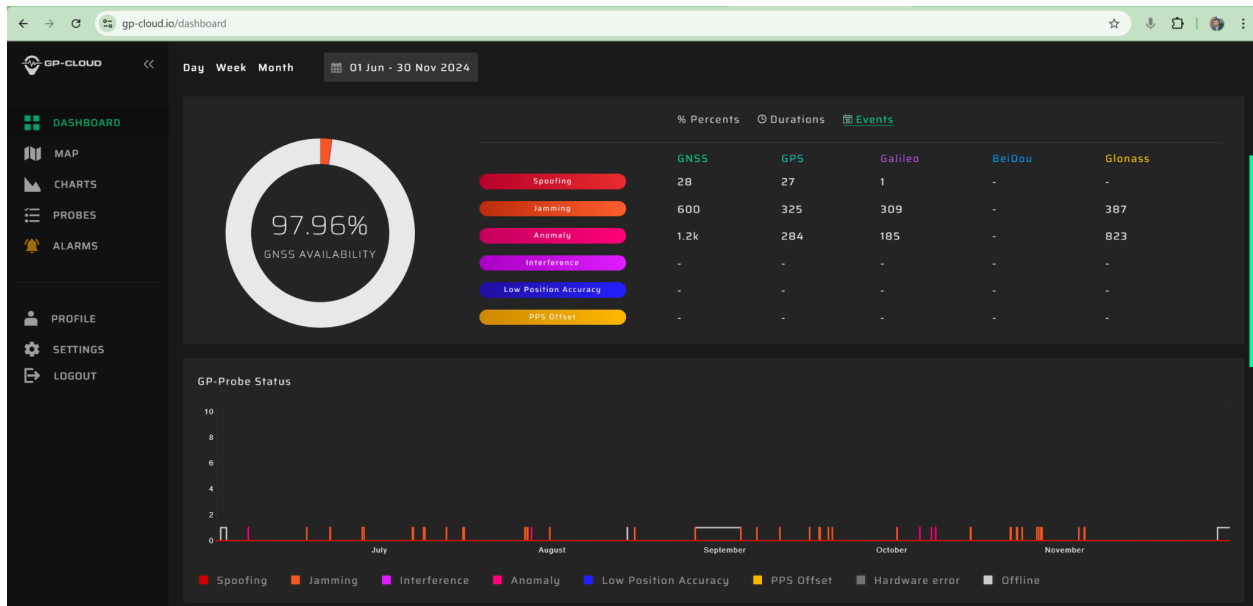 gp-cloud.io/dashboard
GP-CLOUD
Day Week Month 01 Jun - 30 Nov 2024
DASHBOARD
MAP
CHARTS
PROBES
ALARMS
PROFILE
SETTINGS
LOGOUT
97.96%
GNSS AVAILABILITY
% Percents Durations Events
GNSS GPS Galileo BeiDou Glonass
Spoofing 28 27 1 - -
Jamming 600 325 309 - 387
Anomaly 1.2k 284 185 - 823
Interference - - - - -
Low Position Accuracy - - - - -
PPS Offset - - - - -
GP-Probe Status
10
8
6
4
2
0
July August September October November
Spoofing Jamming Interference Anomaly Low Position Accuracy PPS Offset Hardware error Offline